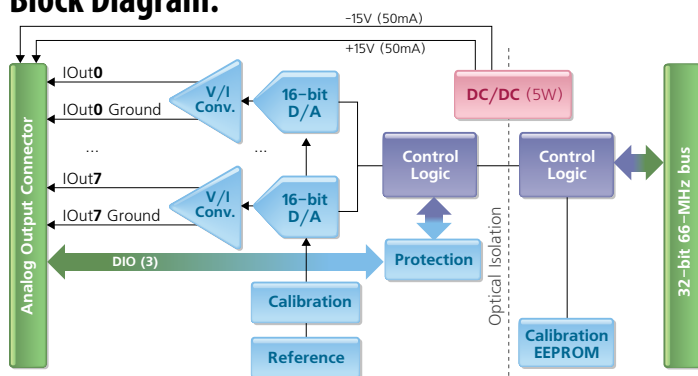 Block Diagram:
-15V (50mA)
+15V (50mA)
DC/DC (5W)
IOut0
IOut0 Ground
...
IOut7
IOut7 Ground
V/I
Conv.
16-bit
D/A
...
V/I
Conv.
16-bit
D/A
Control
Logic
Control
Logic
DIO (3)
Protection
Calibration
Reference
Calibration
EEPROM
Analog Output Connector
Optical Isolation
32-bit 66-MHz bus